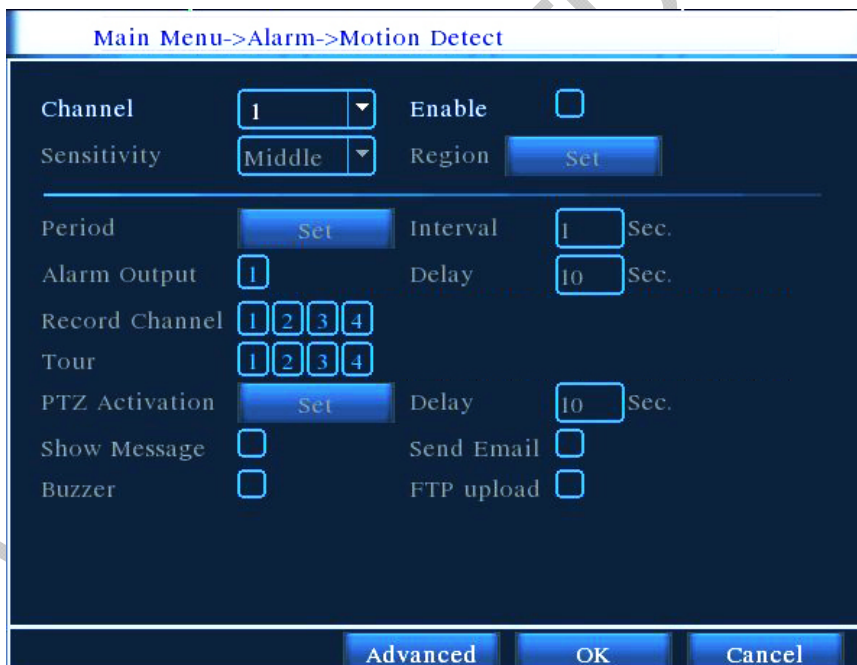 Main Menu->Alarm->Motion Detect
Channel 1 Enable
Sensitivity Middle Region Set
Period Set Interval 1 Sec.
Alarm Output 1 Delay 10 Sec.
Record Channel 1 2 3 4
Tour 1 2 3 4
PTZ Activation Set Delay 10 Sec.
Show Message Send Email
Buzzer FTP upload
Advanced OK Cancel